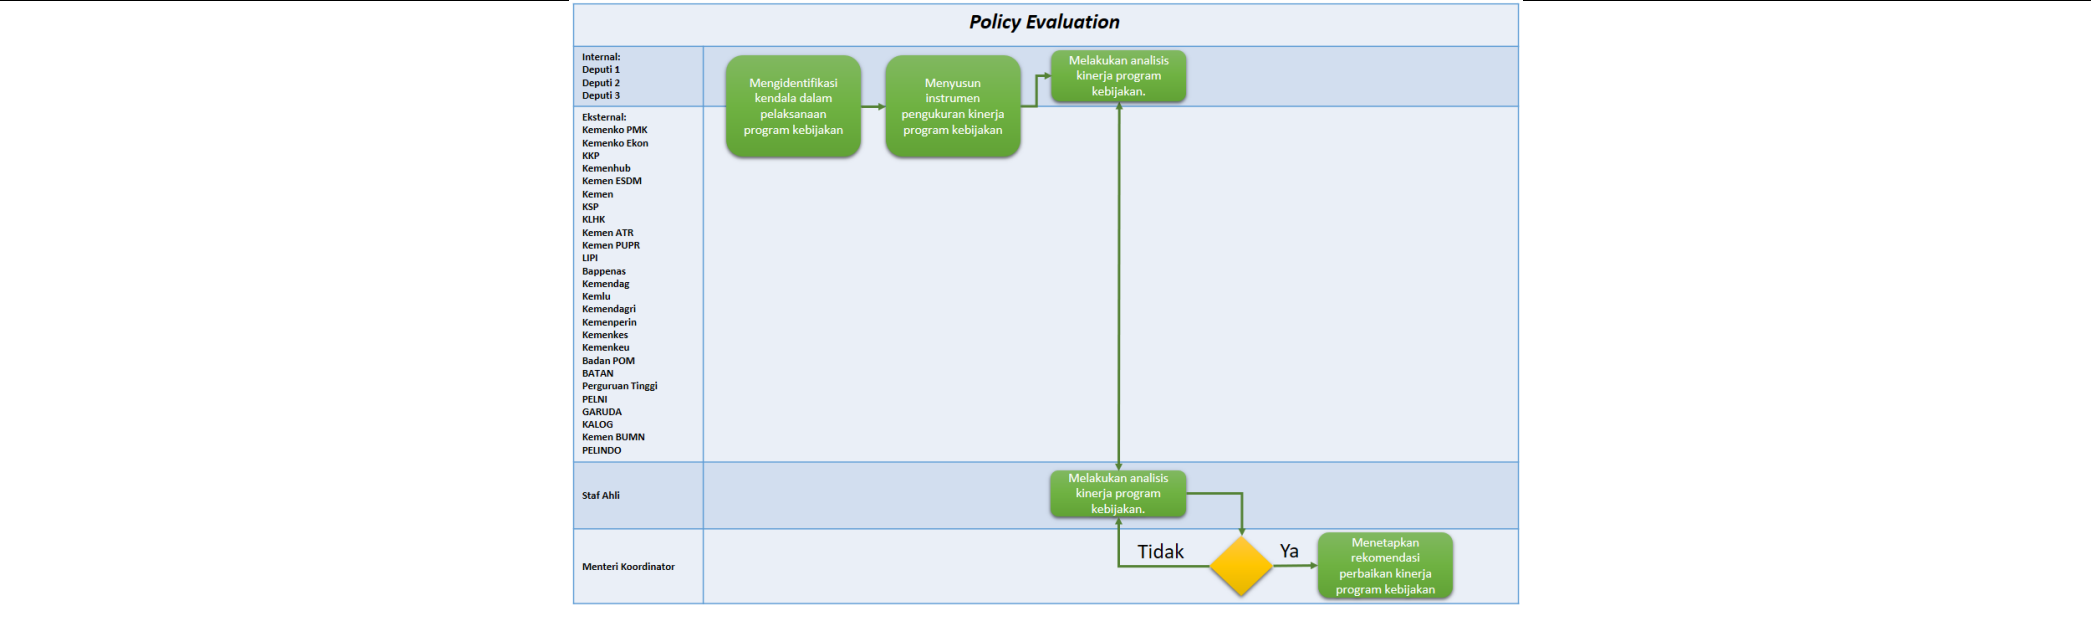 Policy Evaluation
Internal:
Deputi 1
Deputi 2
Deputi 3
Mengidentifikasi
kendala dalam
pelaksanaan
program kebijakan
Menyusun
instrumen
pengukuran kinerja
program kebijakan
Melakukan analisis
kinerja program
kebijakan.
Eksternal:
Kemenko PMK
Kemenko Ekon
KKP
Kemenhub
Kemen ESDM
Kemen
KSP
KLHK
Kemen ATR
Kemen PUPR
LIPI
Bappenas
Kemendag
Kemlu
Kemendagri
Kemenperin
Kemenkes
Kemenkeu
Badan POM
BATAN
Perguruan Tinggi
PELNI
GARUDA
KALOG
Kemen BUMN
PELINDO
Staf Ahli
Melakukan analisis
kinerja program
kebijakan.
Menteri Koordinator
Tidak
Ya
Menetapkan
rekomendasi
perbaikan kinerja
program kebijakan